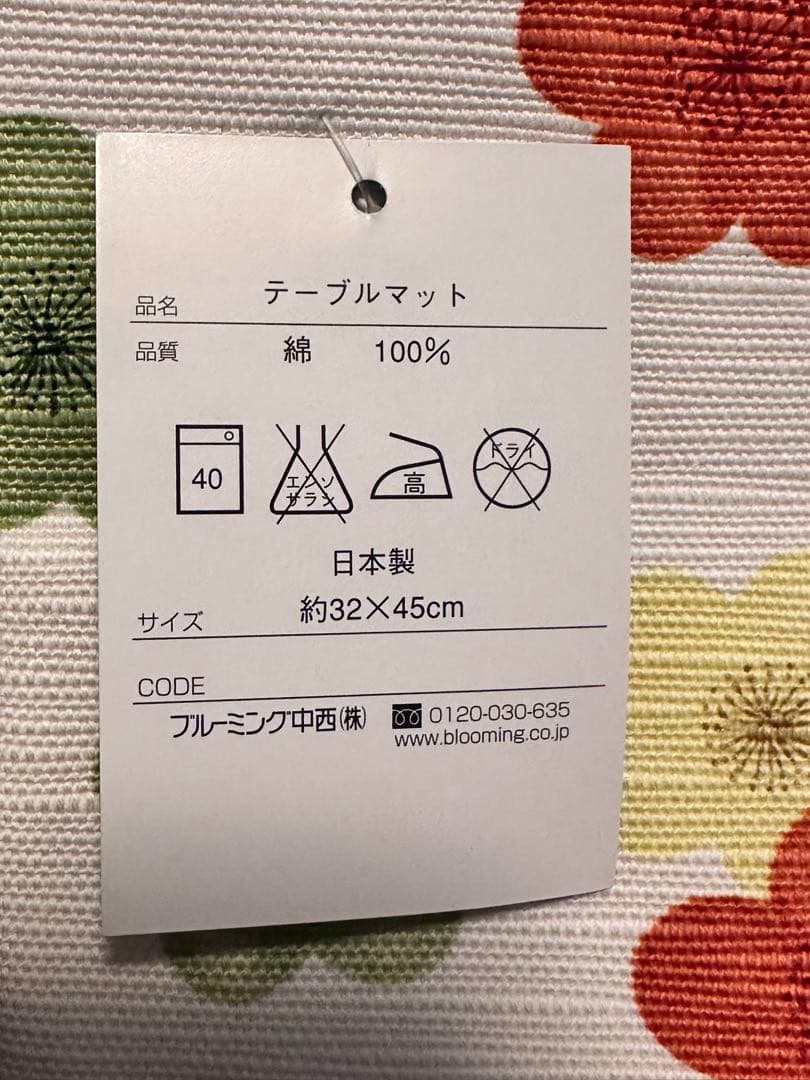 品名 テーブルマット
品質 綿 100%
40 エンソ サラシ 高 ドライ
日本製
サイズ 約32×45cm
CODE
ブルーミング中西(株) 0120-030-635
www.blooming.co.jp